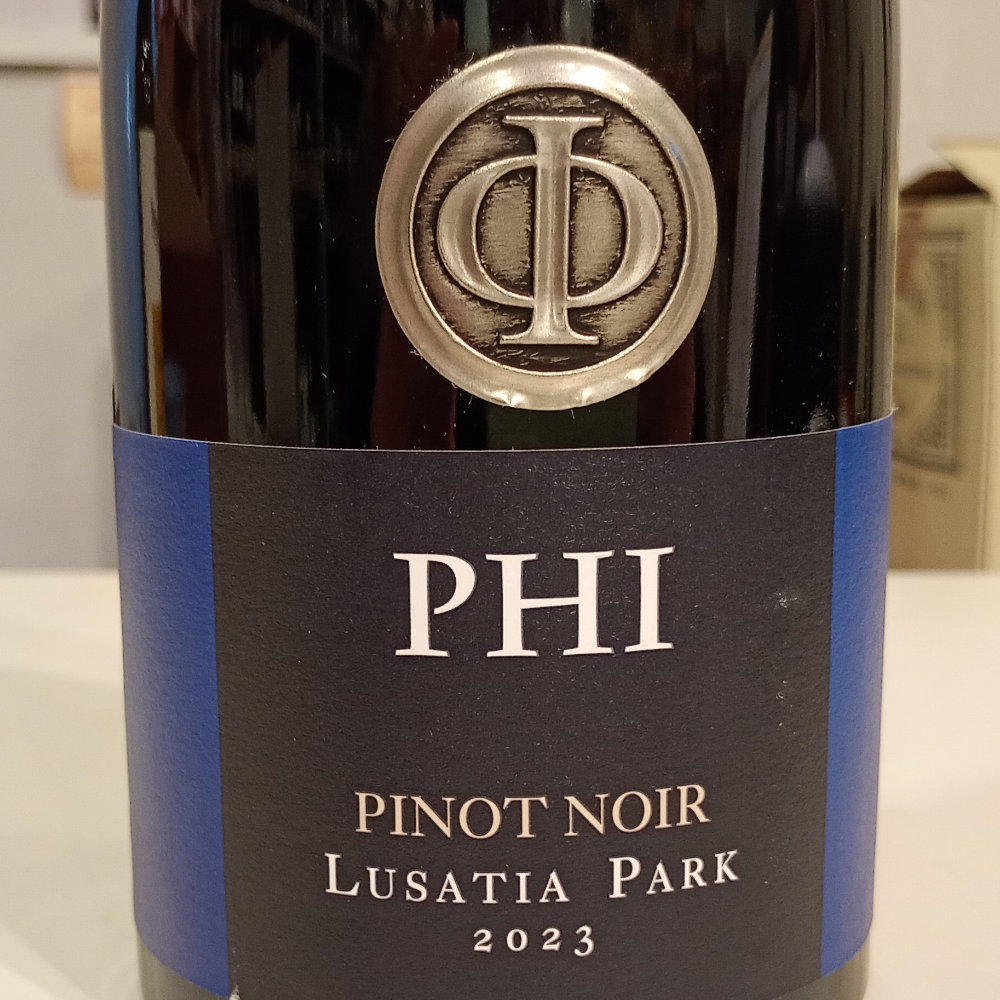 Φ
PHI
PINOT NOIR
LUSATIA PARK
2023